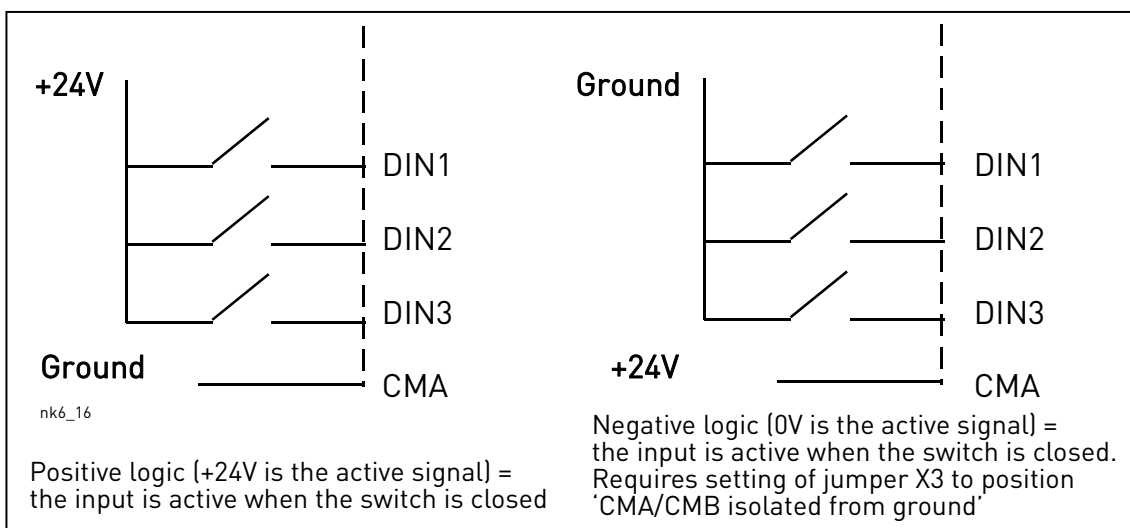 +24V
DIN1
DIN2
DIN3
Ground
CMA
nk6_16
Positive logic (+24V is the active signal) =
the input is active when the switch is closed
Ground
DIN1
DIN2
DIN3
+24V
CMA
Negative logic (0V is the active signal) =
the input is active when the switch is closed.
Requires setting of jumper X3 to position
‘CMA/CMB isolated from ground’